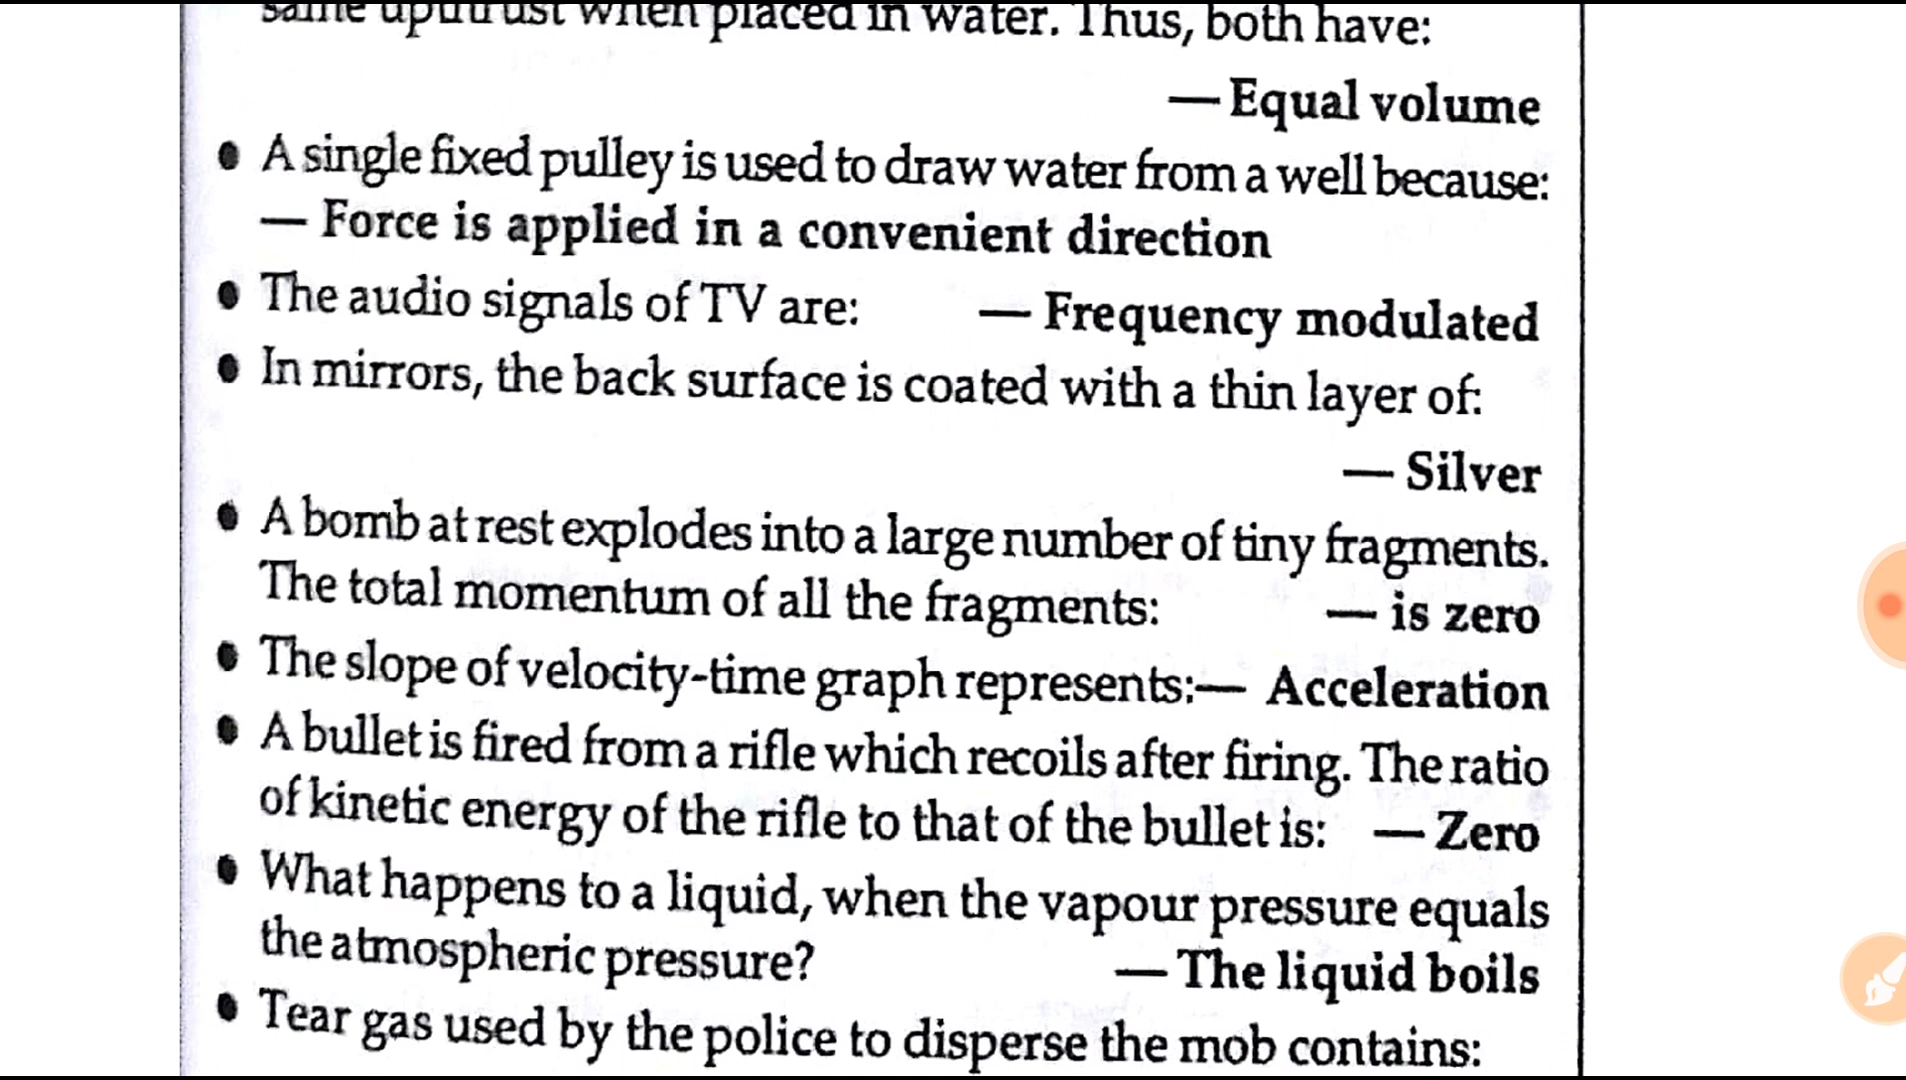 same upthrust when placed in water. Thus, both have:
— Equal volume
• A single fixed pulley is used to draw water from a well because:
— Force is applied in a convenient direction
• The audio signals of TV are: — Frequency modulated
• In mirrors, the back surface is coated with a thin layer of:
— Silver
• A bomb at rest explodes into a large number of tiny fragments.
The total momentum of all the fragments: — is zero
• The slope of velocity-time graph represents:— Acceleration
• A bullet is fired from a rifle which recoils after firing. The ratio
of kinetic energy of the rifle to that of the bullet is: — Zero
• What happens to a liquid, when the vapour pressure equals
the atmospheric pressure? — The liquid boils
• Tear gas used by the police to disperse the mob contains: